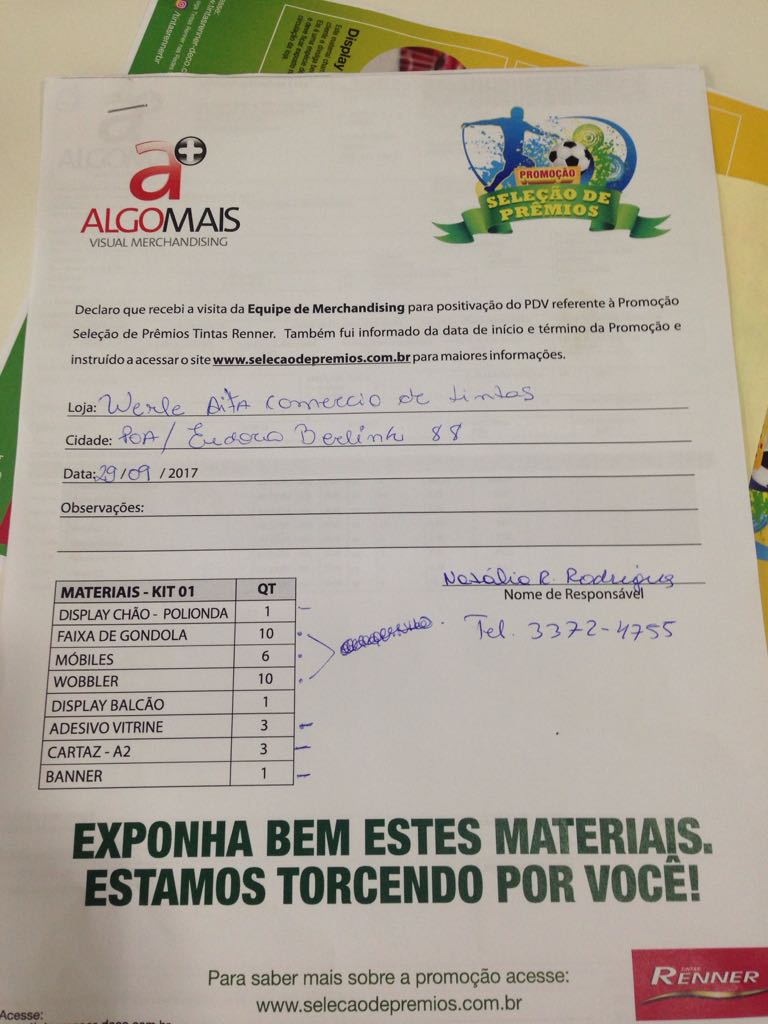 Display
ALGOMAIS
VISUAL MERCHANDISING
PROMOÇÃO
SELEÇÃO DE
PRÊMIOS
Declaro que recebi a visita da Equipe de Merchandising para positivação do PDV referente à Promoção
Seleção de Prêmios Tintas Renner. Também fui informado da data de início e término da Promoção e
instruído a acessar o site www.selecaodepremios.com.br para maiores informações.
Loja: Werle Aita comercio de tintas
Cidade: POA/ Eudoro Berlink 88
Data: 29/09/2017
Observações:
Natálio R. Rodrigues
Nome de Responsável
Tel. 3372-4755
MATERIAIS - KIT 01 QT
DISPLAY CHÃO - POLIONDA 1
FAIXA DE GONDOLA 10
MÓBILES 6
WOBBLER 10
DISPLAY BALCÃO 1
ADESIVO VITRINE 3
CARTAZ - A2 3
BANNER 1
EXPONHA BEM ESTES MATERIAIS.
ESTAMOS TORCENDO POR VOCÊ!
Para saber mais sobre a promoção acesse:
www.selecaodepremios.com.br
TINTAS
RENNER
Acesse: